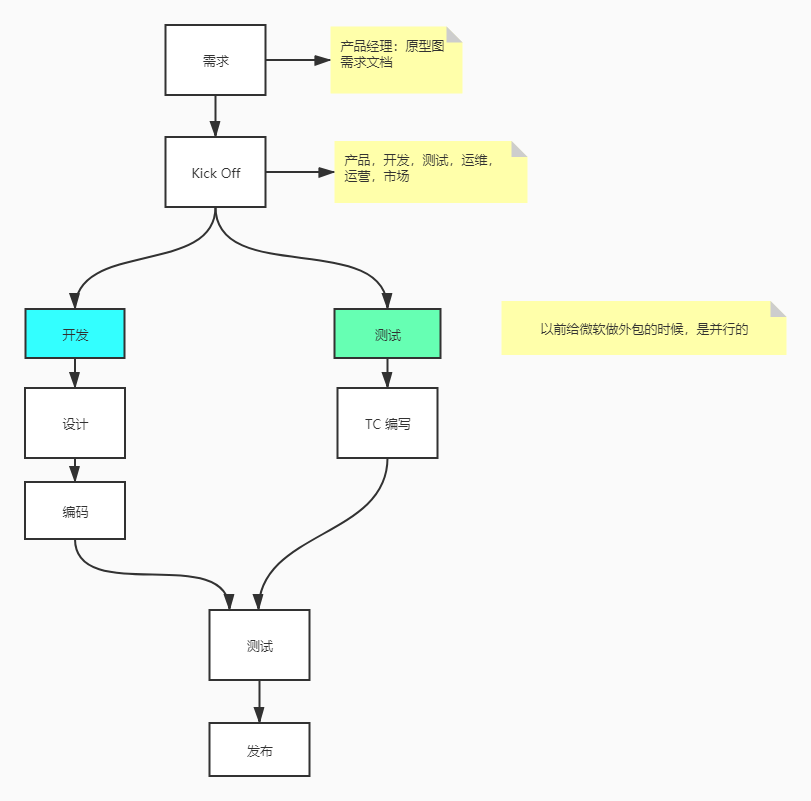 需求
产品经理：原型图
需求文档
Kick Off
产品，开发，测试，运维，
运营，市场
开发
测试
以前给微软做外包的时候，是并行的
设计
TC 编写
编码
测试
发布